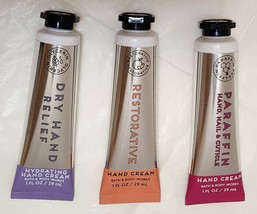 DRY HAND
RELIEF
HYDRATING
HAND CREAM
BATH & BODY WORKS
1 FL OZ / 29 mL
RESTORATIVE
HAND CREAM
BATH & BODY WORKS
1 FL OZ / 29 mL
PARAFFIN
HAND, NAIL & CUTICLE
HAND CREAM
BATH & BODY WORKS
1 FL OZ / 29 mL